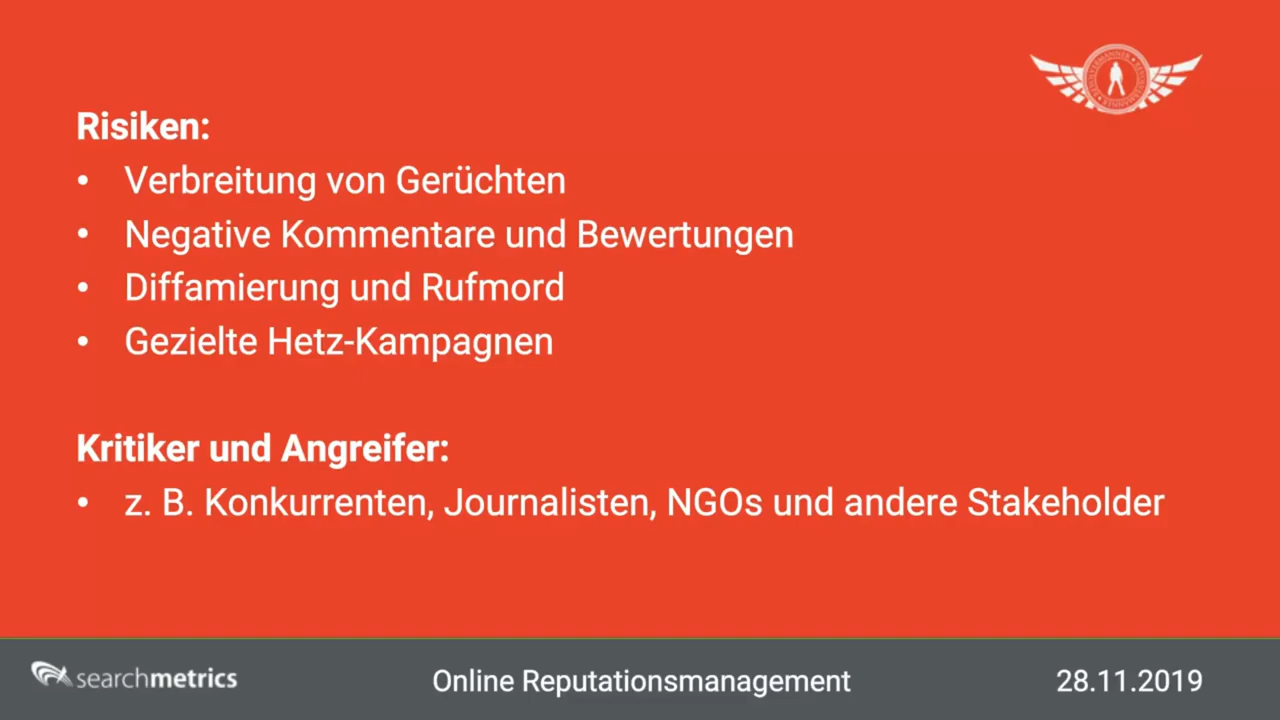 Risiken:
• Verbreitung von Gerüchten
• Negative Kommentare und Bewertungen
• Diffamierung und Rufmord
• Gezielte Hetz-Kampagnen
Kritiker und Angreifer:
• z. B. Konkurrenten, Journalisten, NGOs und andere Stakeholder
searchmetrics
Online Reputationsmanagement
28.11.2019